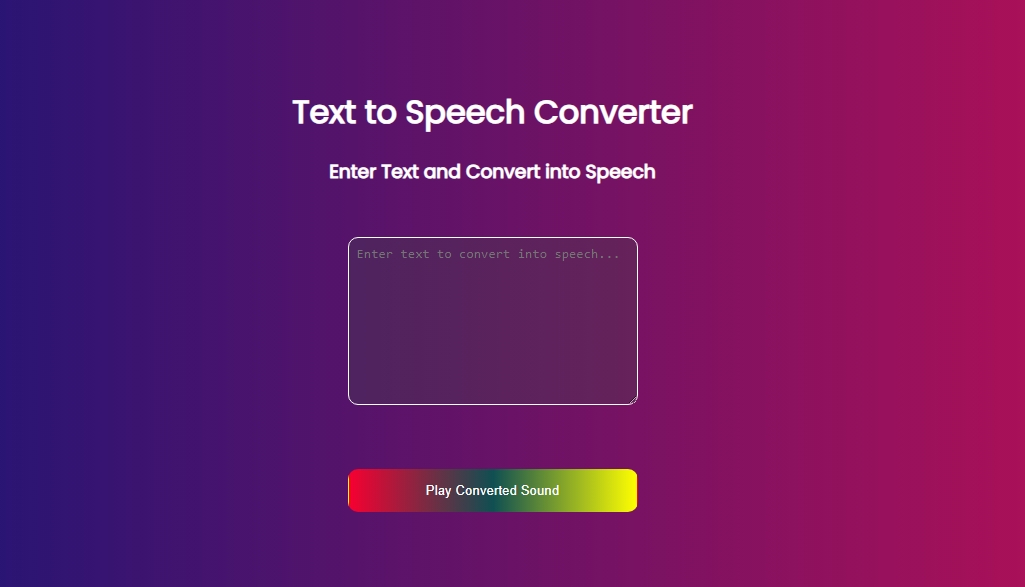 Text to Speech Converter
Enter Text and Convert into Speech
Enter text to convert into speech...
Play Converted Sound